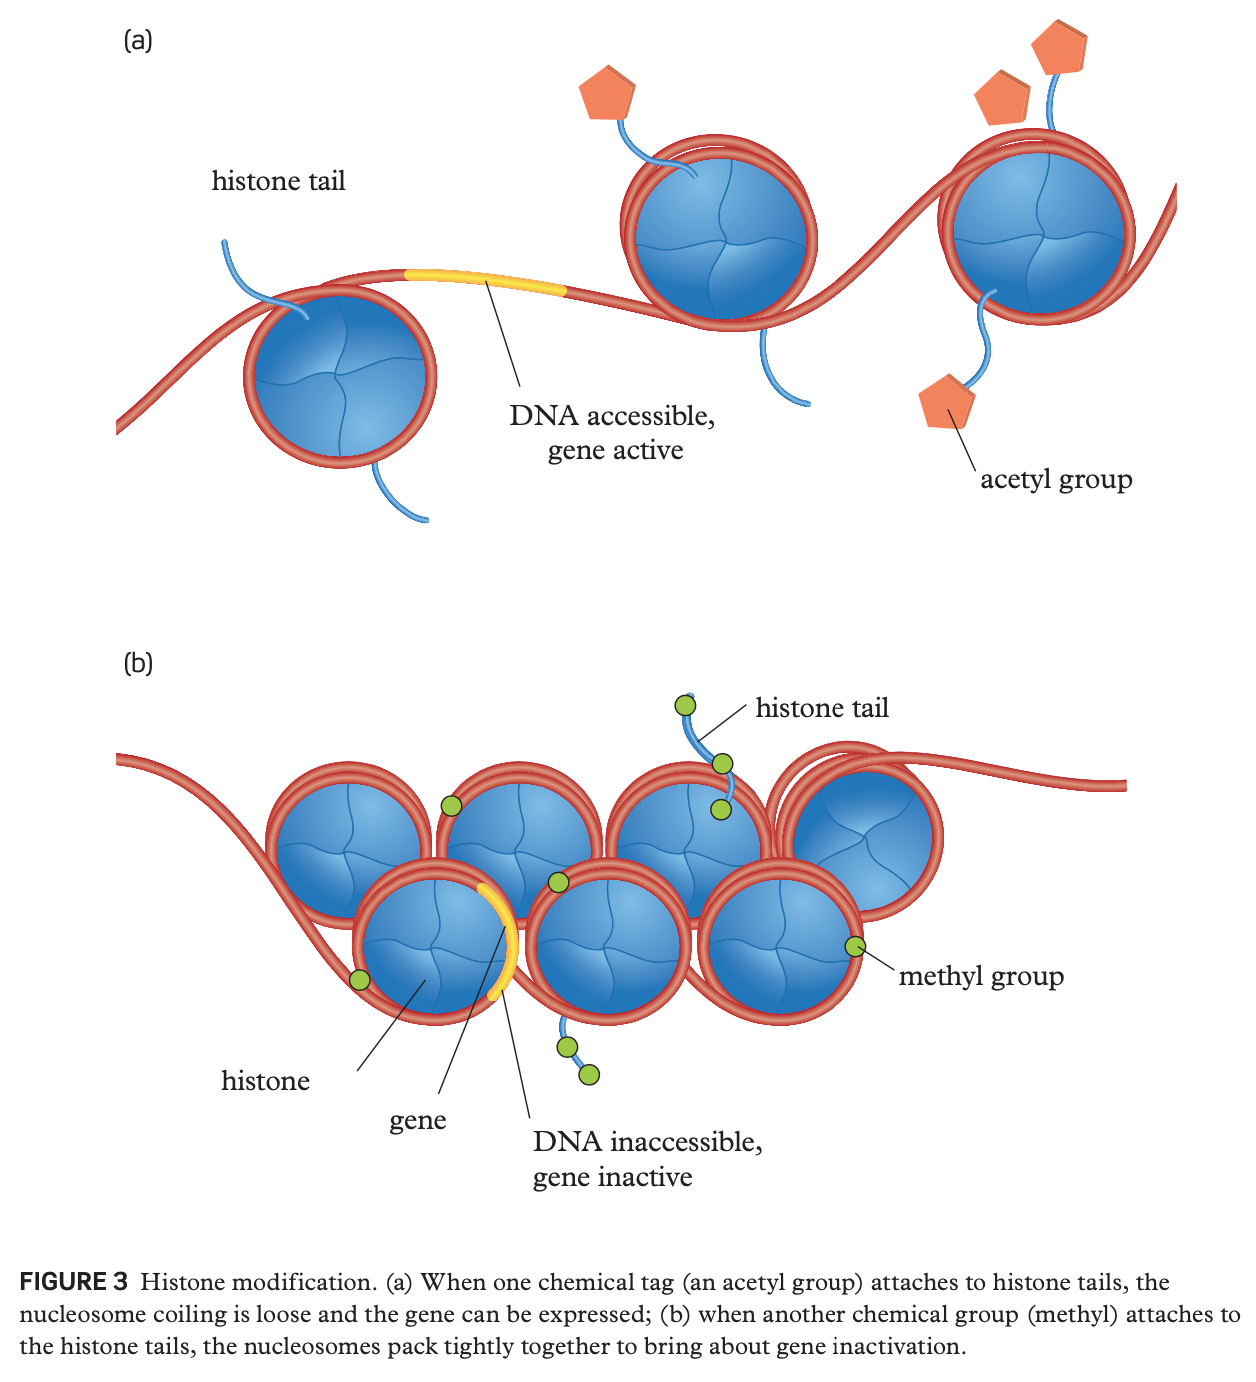 (a)
histone tail
DNA accessible,
gene active
acetyl group
(b)
histone tail
methyl group
histone
gene
DNA inaccessible,
gene inactive
FIGURE 3 Histone modification. (a) When one chemical tag (an acetyl group) attaches to histone tails, the
nucleosome coiling is loose and the gene can be expressed; (b) when another chemical group (methyl) attaches to
the histone tails, the nucleosomes pack tightly together to bring about gene inactivation.